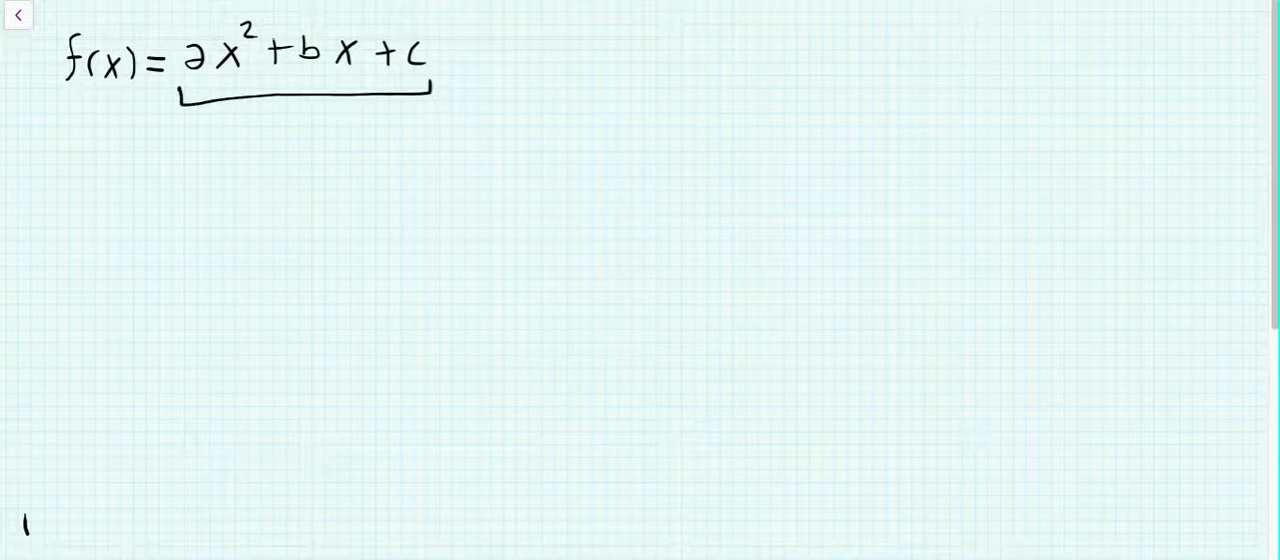 f(x) = ax² + bx + c